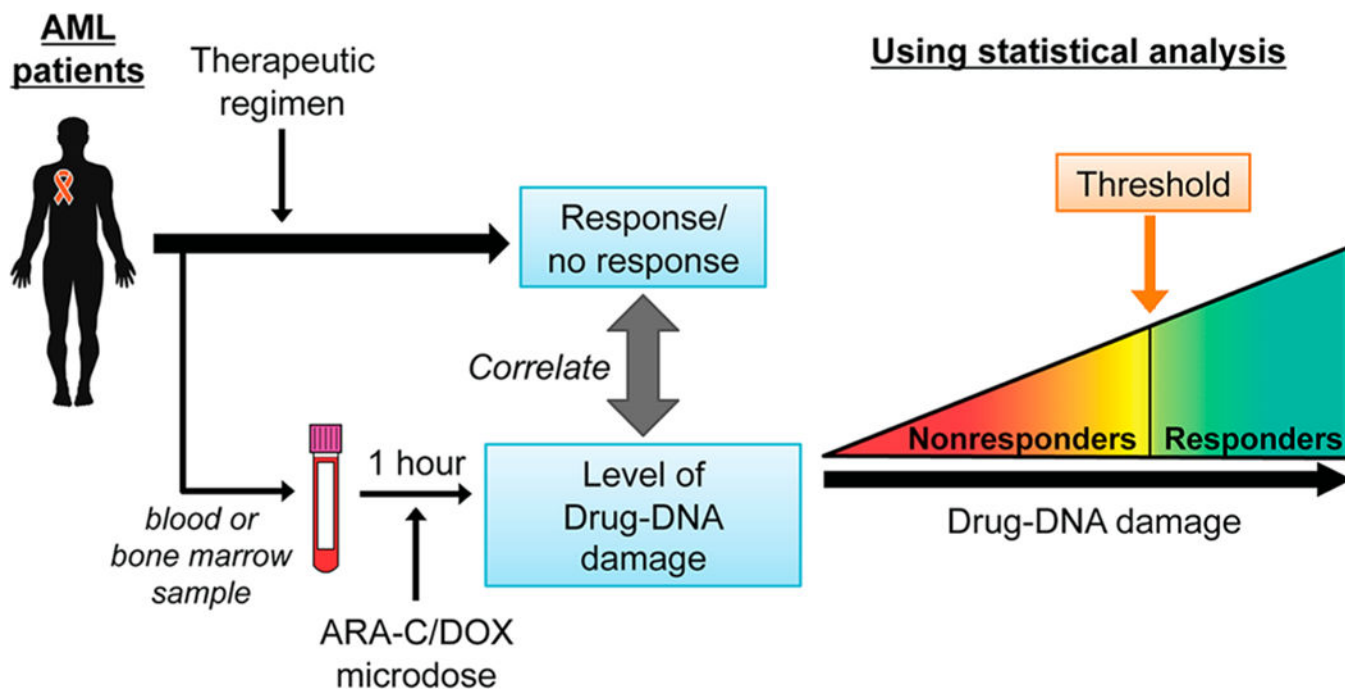 AML
patients
Therapeutic
regimen
Response/
no response
Correlate
blood or
bone marrow
sample
1 hour
ARA-C/DOX
microdose
Level of
Drug-DNA
damage
Using statistical analysis
Threshold
Nonresponders
Responders
Drug-DNA damage